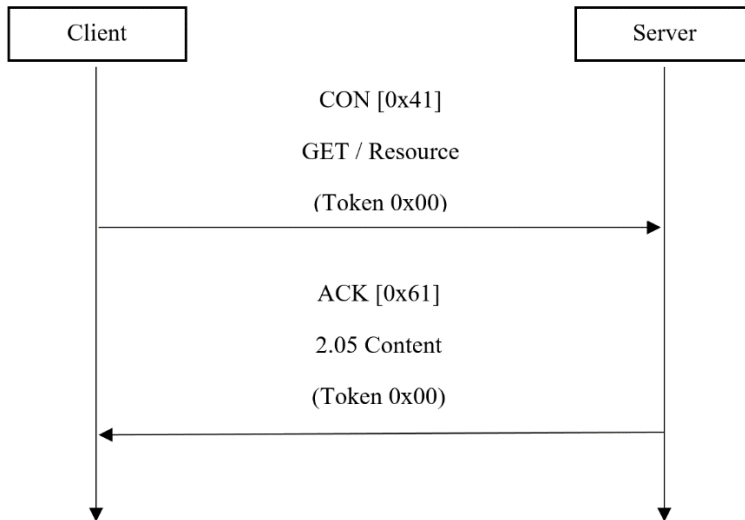 Client
Server
CON [0x41]
GET / Resource
(Token 0x00)
ACK [0x61]
2.05 Content
(Token 0x00)